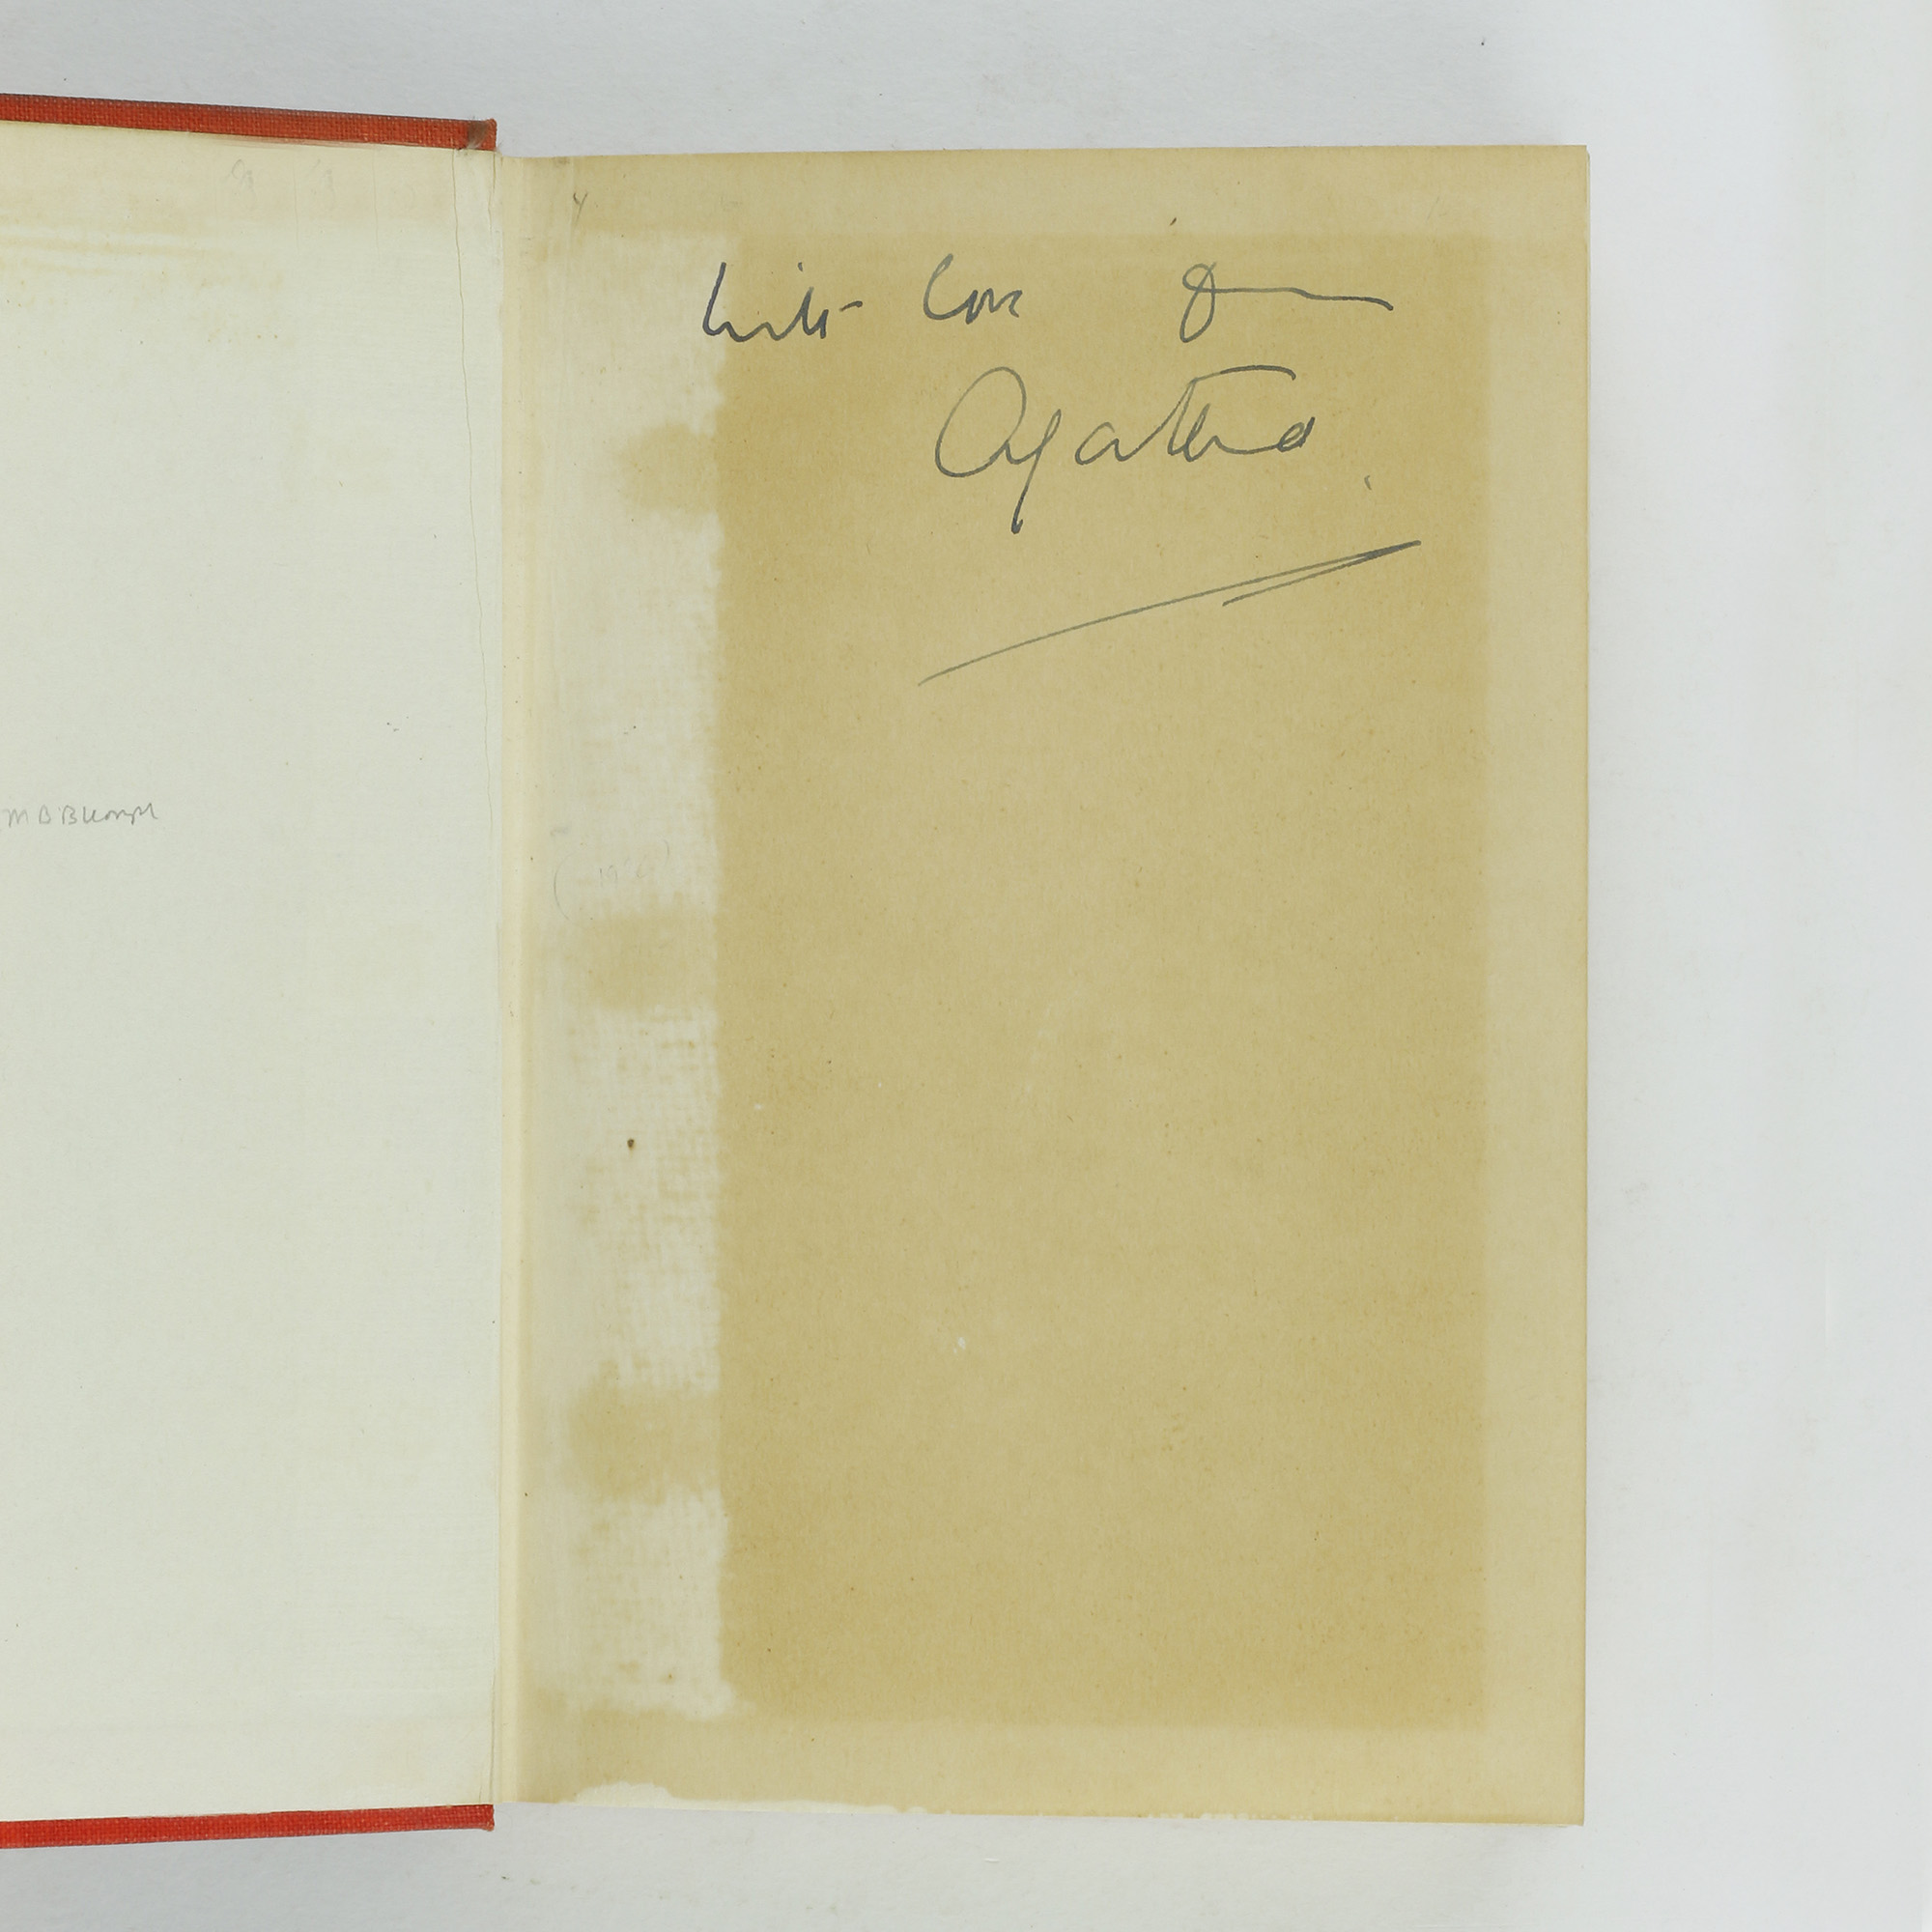 with love from
Agatha